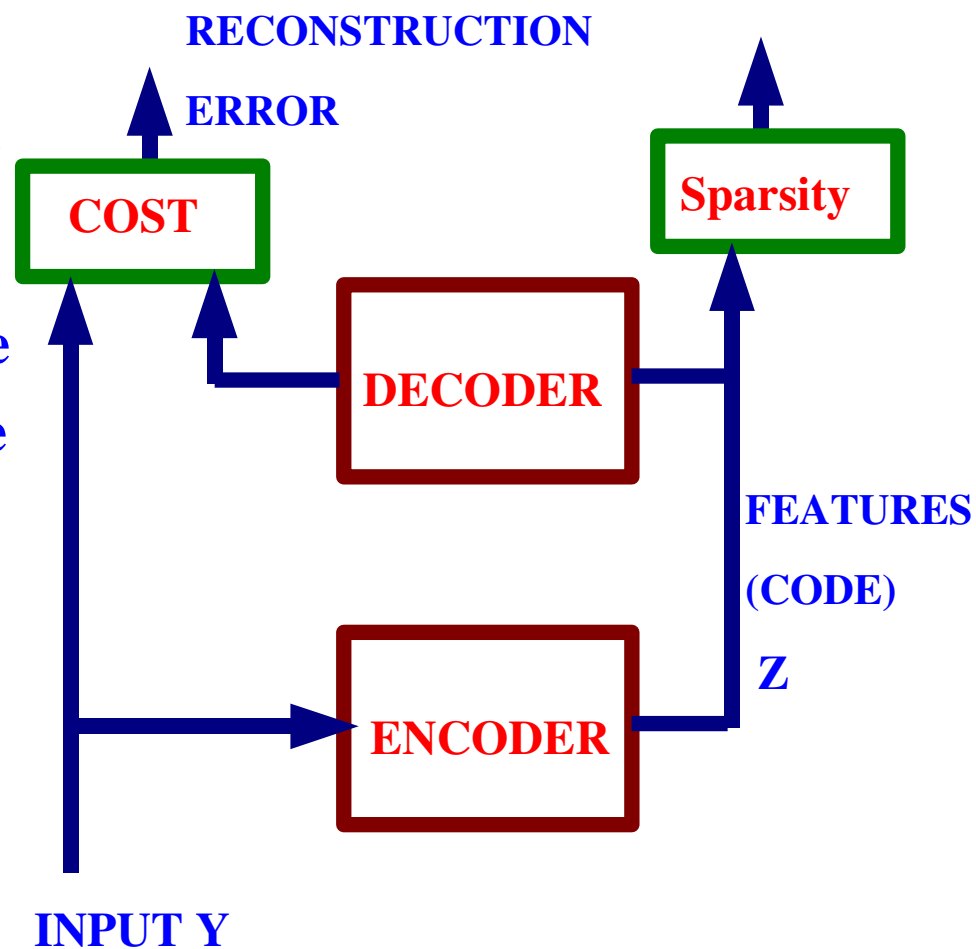 RECONSTRUCTION
ERROR
COST
Sparsity
DECODER
FEATURES
(CODE)
Z
ENCODER
INPUT Y